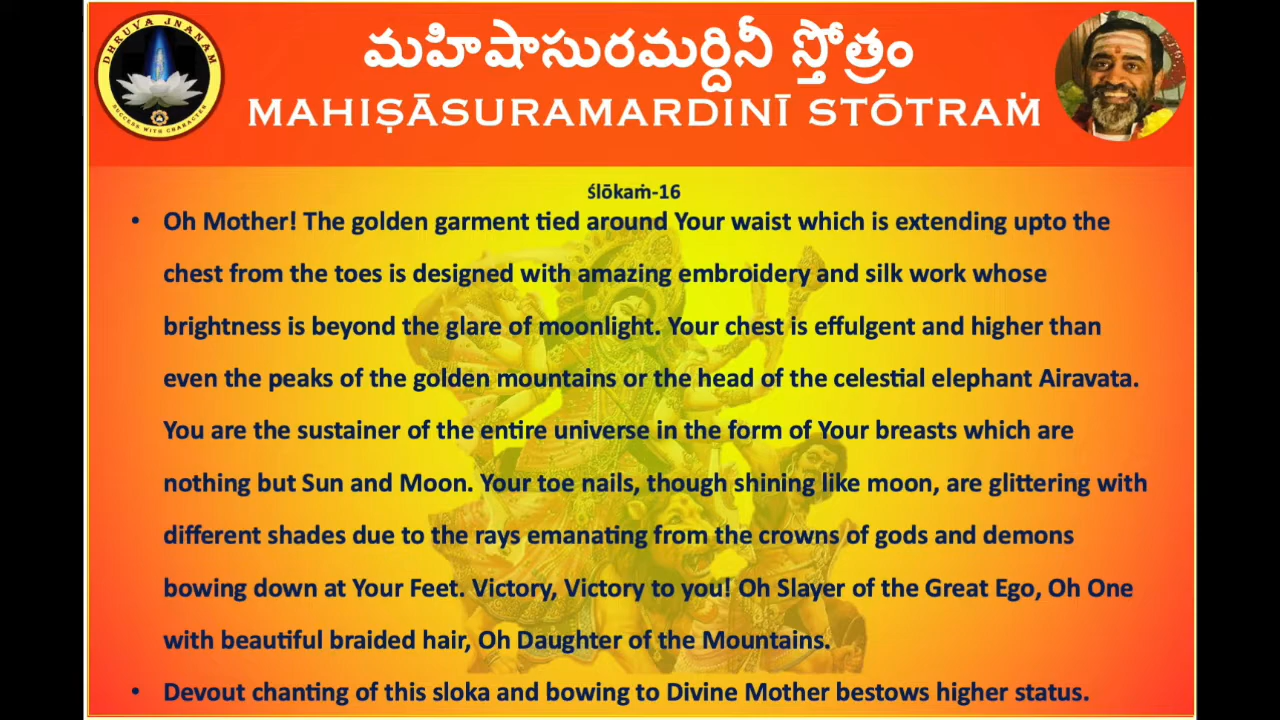 DHRUVA JNANAM
SUCCESS WITH CHARACTER
మహిషాసురమర్దినీ స్తోత్రం
MAHIṢĀSURAMARDINĪ STŌTRAṀ
ślōkaṁ-16
• Oh Mother! The golden garment tied around Your waist which is extending upto the
chest from the toes is designed with amazing embroidery and silk work whose
brightness is beyond the glare of moonlight. Your chest is effulgent and higher than
even the peaks of the golden mountains or the head of the celestial elephant Airavata.
You are the sustainer of the entire universe in the form of Your breasts which are
nothing but Sun and Moon. Your toe nails, though shining like moon, are glittering with
different shades due to the rays emanating from the crowns of gods and demons
bowing down at Your Feet. Victory, Victory to you! Oh Slayer of the Great Ego, Oh One
with beautiful braided hair, Oh Daughter of the Mountains.
• Devout chanting of this sloka and bowing to Divine Mother bestows higher status.